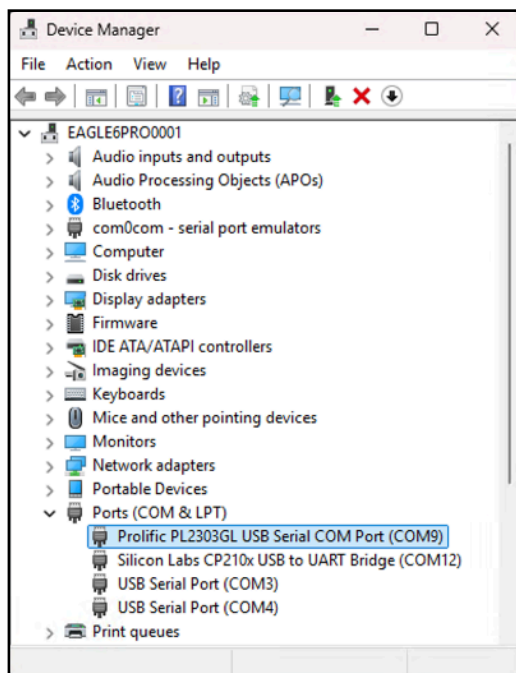 Device Manager
File Action View Help
EAGLE6PRO0001
Audio inputs and outputs
Audio Processing Objects (APOs)
Bluetooth
com0com - serial port emulators
Computer
Disk drives
Display adapters
Firmware
IDE ATA/ATAPI controllers
Imaging devices
Keyboards
Mice and other pointing devices
Monitors
Network adapters
Portable Devices
Ports (COM & LPT)
Prolific PL2303GL USB Serial COM Port (COM9)
Silicon Labs CP210x USB to UART Bridge (COM12)
USB Serial Port (COM3)
USB Serial Port (COM4)
Print queues